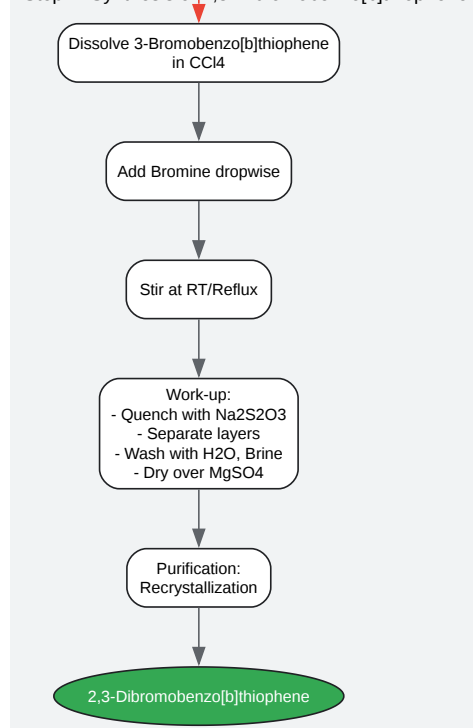 Dissolve 3-Bromobenzo[b]thiophene
in CCl4
Add Bromine dropwise
Stir at RT/Reflux
Work-up:
- Quench with Na2S2O3
- Separate layers
- Wash with H2O, Brine
- Dry over MgSO4
Purification:
Recrystallization
2,3-Dibromobenzo[b]thiophene